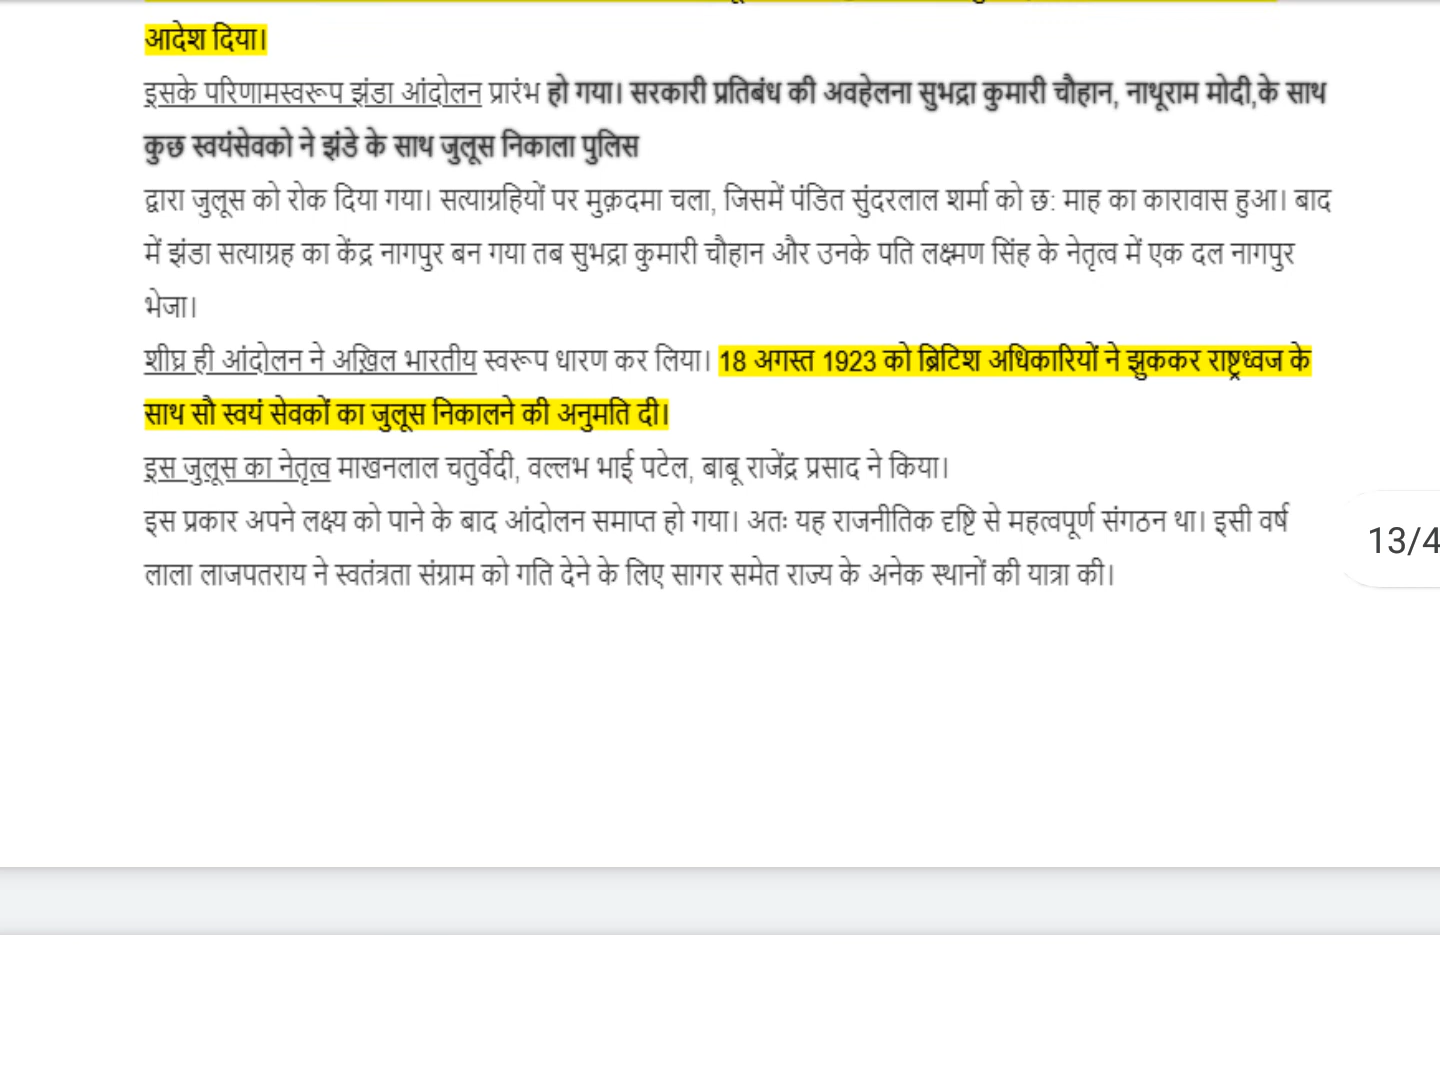 आदेश दिया।
इसके परिणामस्वरूप झंडा आंदोलन प्रारंभ हो गया। सरकारी प्रतिबंध की अवहेलना सुभद्रा कुमारी चौहान, नाथूराम मोदी,के साथ
कुछ स्वयंसेवको ने झंडे के साथ जुलूस निकाला पुलिस
द्वारा जुलूस को रोक दिया गया। सत्याग्रहियों पर मुक़दमा चला, जिसमें पंडित सुंदरलाल शर्मा को छ: माह का कारावास हुआ। बाद
में झंडा सत्याग्रह का केंद्र नागपुर बन गया तब सुभद्रा कुमारी चौहान और उनके पति लक्ष्मण सिंह के नेतृत्व में एक दल नागपुर
भेजा।
शीघ्र ही आंदोलन ने अखि़ल भारतीय स्वरूप धारण कर लिया। 18 अगस्त 1923 को ब्रिटिश अधिकारियों ने झुककर राष्ट्रध्वज के
साथ सौ स्वयं सेवकों का जुलूस निकालने की अनुमति दी।
इस जुलूस का नेतृत्व माखनलाल चतुर्वेदी, वल्लभ भाई पटेल, बाबू राजेंद्र प्रसाद ने किया।
इस प्रकार अपने लक्ष्य को पाने के बाद आंदोलन समाप्त हो गया। अतः यह राजनीतिक दृष्टि से महत्वपूर्ण संगठन था। इसी वर्ष
लाला लाजपतराय ने स्वतंत्रता संग्राम को गति देने के लिए सागर समेत राज्य के अनेक स्थानों की यात्रा की।
13/4